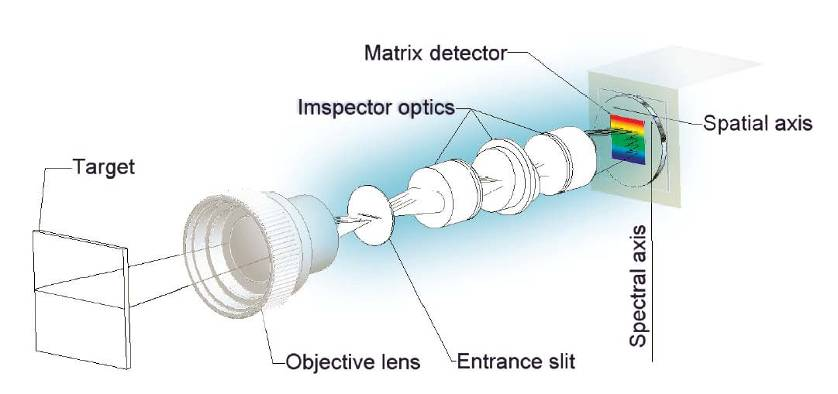 Matrix detector
Imspector optics
Spatial axis
Target
Spectral axis
Objective lens
Entrance slit